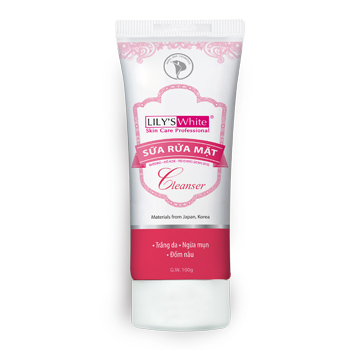 LILY'S White ®
Skin Care Professional
SỮA RỬA MẶT
Cleanser
Materials from Japan, Korea
• Trắng da • Ngừa mụn
• Đốm nâu
G.W. 100g